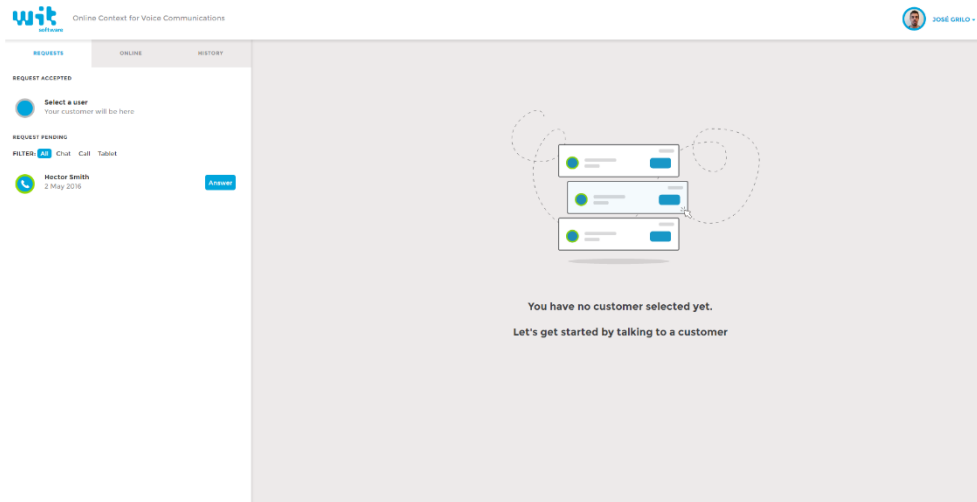 wit
software
Online Context for Voice Communications
JOSÉ GRILO
REQUESTS ONLINE HISTORY
REQUEST ACCEPTED
Select a user
Your customer will be here
REQUEST PENDING
FILTER: All Chat Call Tablet
Hector Smith
2 May 2016
Answer
You have no customer selected yet.
Let's get started by talking to a customer